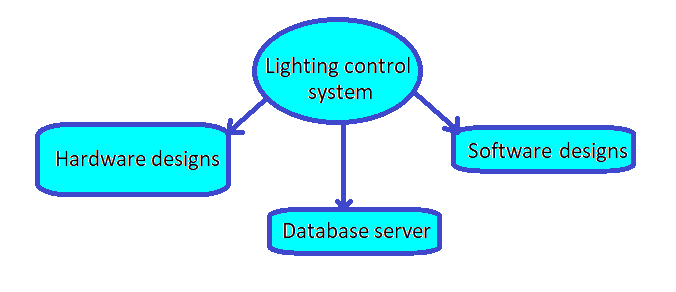 Lighting control
system
Hardware designs
Software designs
Database server